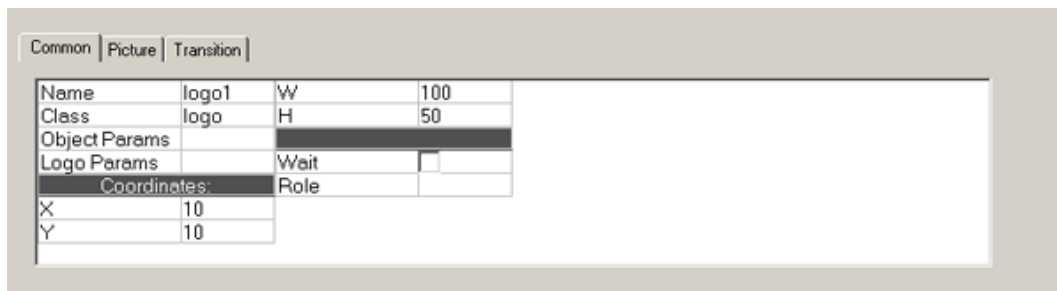 Common Picture Transition
Name logo1 W 100
Class logo H 50
Object Params
Logo Params Wait
Coordinates: Role
X 10
Y 10